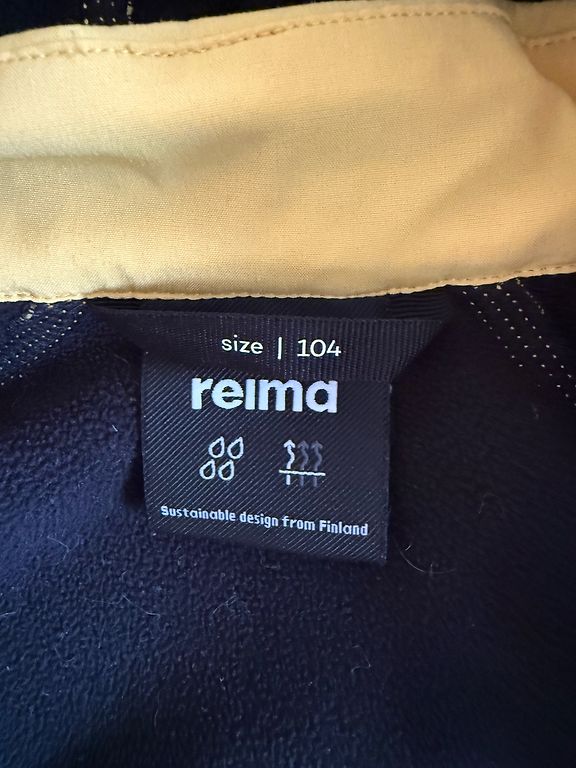 size | 104
reima
Sustainable design from Finland